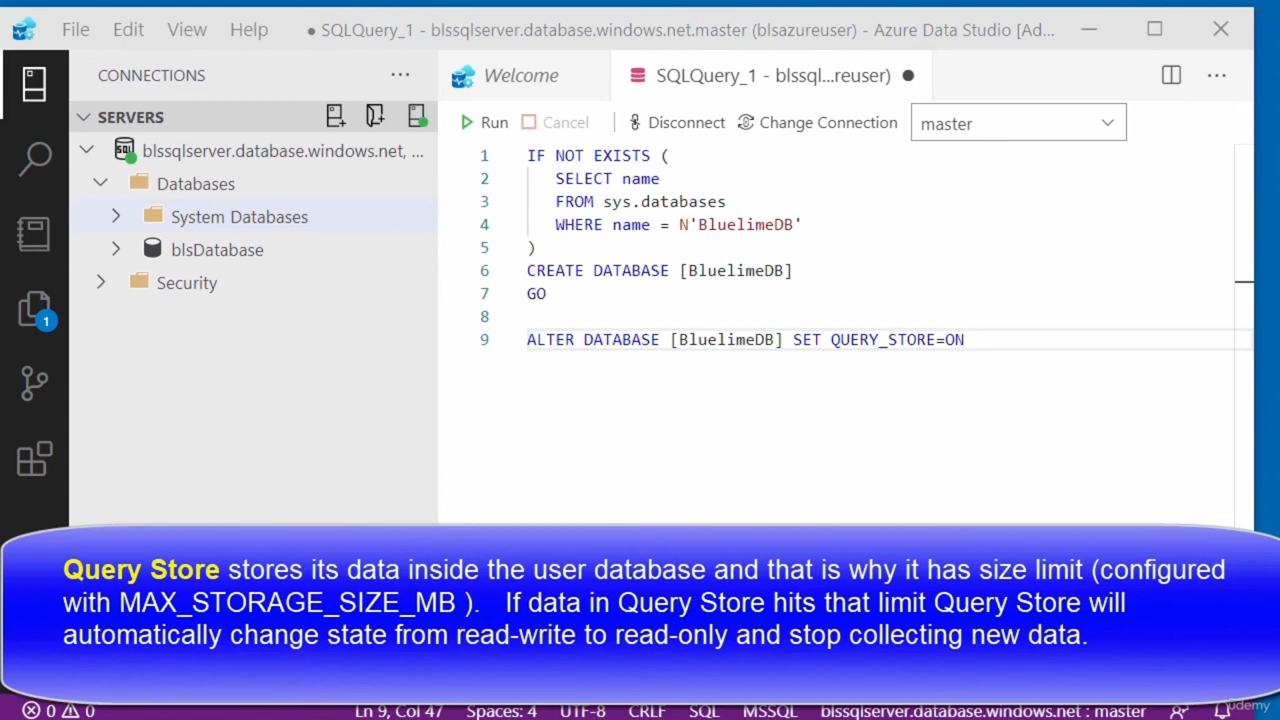 File Edit View Help ● SQLQuery_1 - blssqlserver.database.windows.net.master (blsazureuser) - Azure Data Studio [Ad...
CONNECTIONS ...
Welcome
SQLQuery_1 - blssql...reuser) ●
SERVERS
blssqlserver.database.windows.net, ...
Databases
System Databases
blsDatabase
Security
1
Run Cancel Disconnect Change Connection master
1 IF NOT EXISTS (
2 SELECT name
3 FROM sys.databases
4 WHERE name = N'BluelimeDB'
5 )
6 CREATE DATABASE [BluelimeDB]
7 GO
8
9 ALTER DATABASE [BluelimeDB] SET QUERY_STORE=ON
Query Store stores its data inside the user database and that is why it has size limit (configured
with MAX_STORAGE_SIZE_MB ). If data in Query Store hits that limit Query Store will
automatically change state from read-write to read-only and stop collecting new data.
0 0 Ln 9, Col 47 Spaces: 4 UTF-8 CRLF SQL MSSQL blssqlserver.database.windows.net : master
Udemy